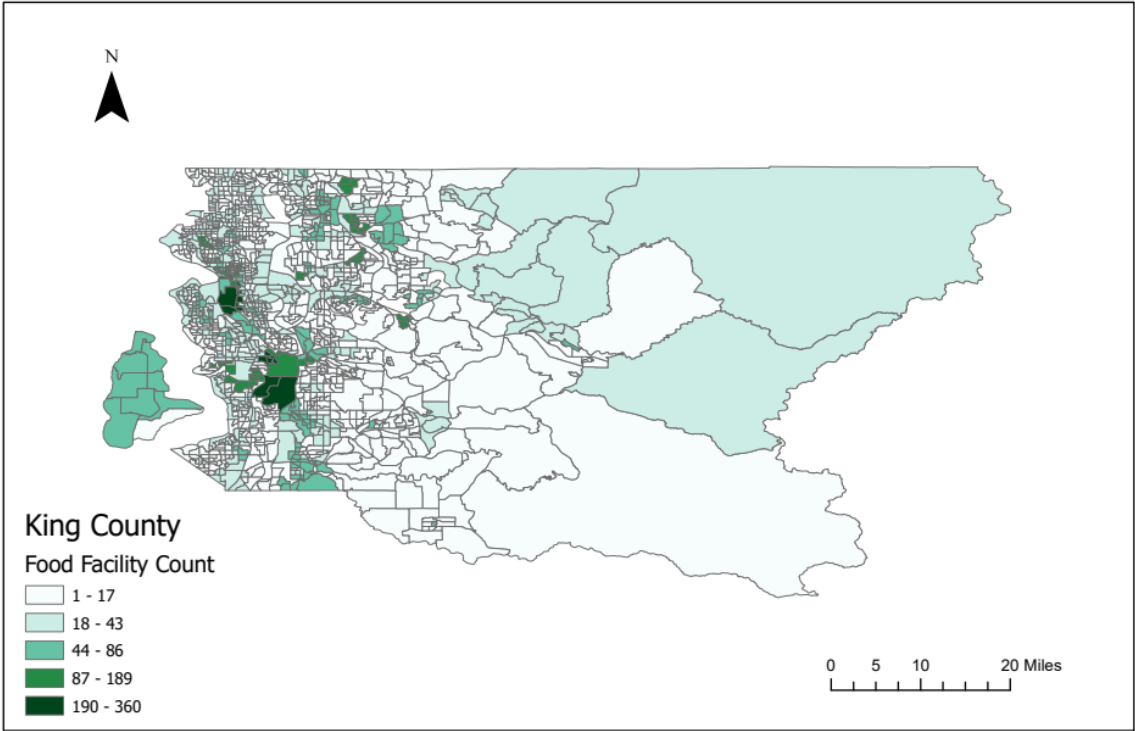 N
King County
Food Facility Count
1 - 17
18 - 43
44 - 86
87 - 189
190 - 360
0 5 10 20 Miles